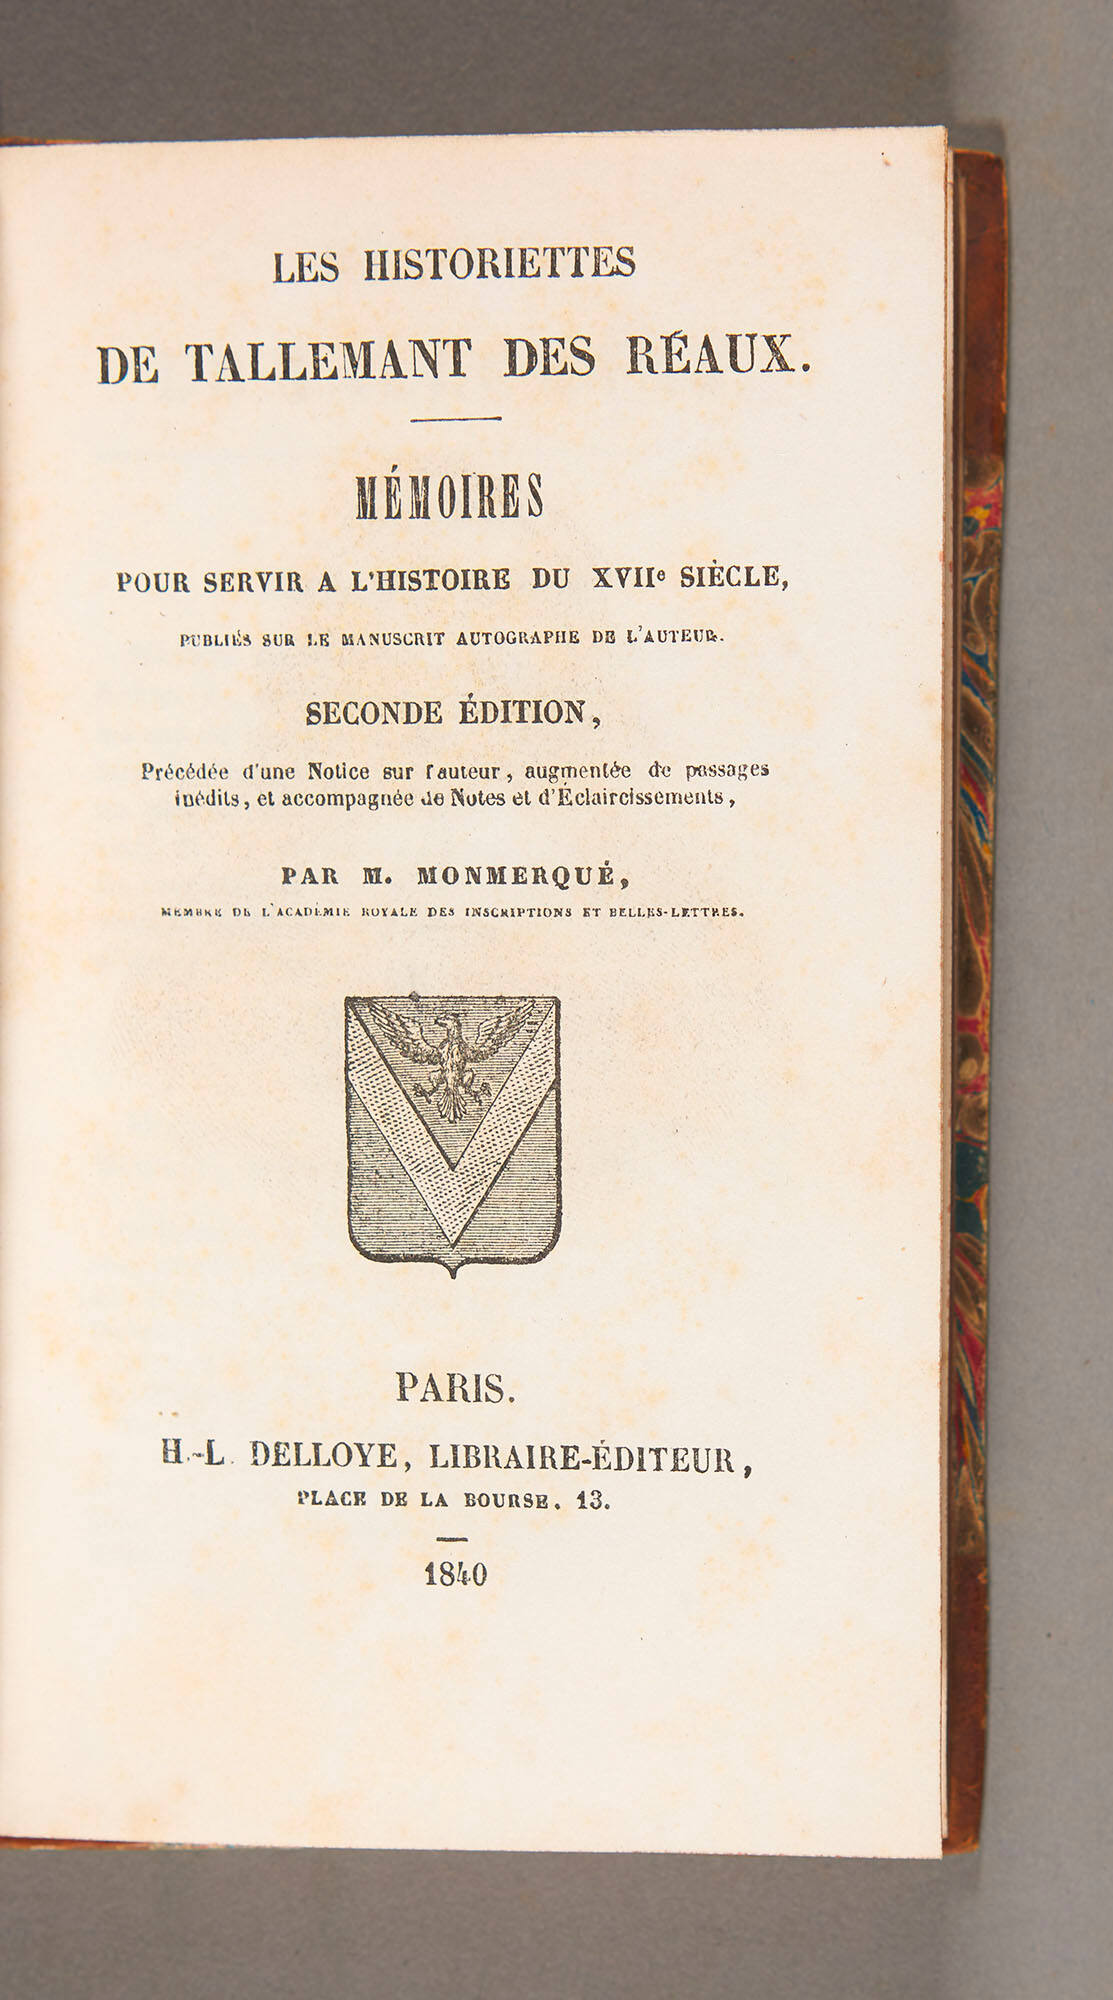 LES HISTORIETTES
DE TALLEMANT DES RÉAUX.
MÉMOIRES
POUR SERVIR A L'HISTOIRE DU XVIIe SIÈCLE,
PUBLIÉS SUR LE MANUSCRIT AUTOGRAPHE DE L'AUTEUR.
SECONDE ÉDITION,
Précédée d'une Notice sur l'auteur, augmentée de passages
inédits, et accompagnée de Notes et d'Éclaircissements,
PAR M. MONMERQUÉ,
MEMBRE DE L'ACADÉMIE ROYALE DES INSCRIPTIONS ET BELLES-LETTRES.
PARIS.
H.-L. DELLOYE, LIBRAIRE-ÉDITEUR,
PLACE DE LA BOURSE, 13.
1840